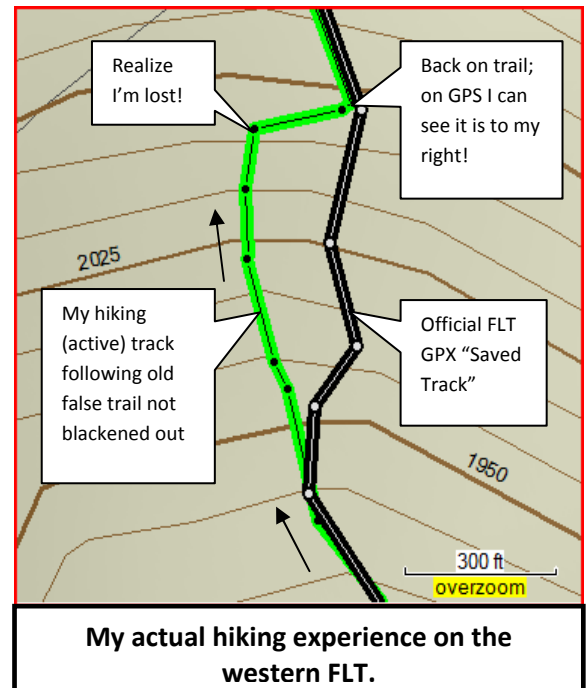 Realize
I'm lost!
Back on trail;
on GPS I can
see it is to my
right!
2025
My hiking
(active) track
following old
false trail not
blackened out
Official FLT
GPX “Saved
Track”
1950
300 ft
overzoom
My actual hiking experience on the
western FLT.